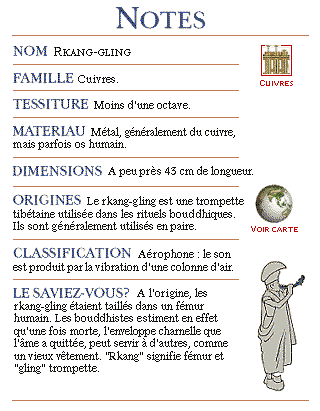 NOTES
NOM RKANG-GLING
CUIVRES
FAMILLE Cuivres.
TESSITURE Moins d'une octave.
MATERIAU Métal, généralement du cuivre,
mais parfois os humain.
DIMENSIONS A peu près 43 cm de longueur.
ORIGINES Le rkang-gling est une trompette
tibétaine utilisée dans les rituels bouddhiques.
Ils sont généralement utilisés en paire.
VOIR CARTE
CLASSIFICATION Aérophone : le son
est produit par la vibration d'une colonne d'air.
LE SAVIEZ-VOUS? A l'origine, les
rkang-gling étaient taillés dans un fémur
humain. Les bouddhistes estiment en effet
qu'une fois morte, l'enveloppe charnelle que
l'âme a quittée, peut servir à d'autres, comme
un vieux vêtement. "Rkang" signifie fémur et
"gling" trompette.